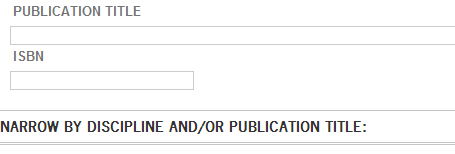 PUBLICATION TITLE
ISBN
NARROW BY DISCIPLINE AND/OR PUBLICATION TITLE: